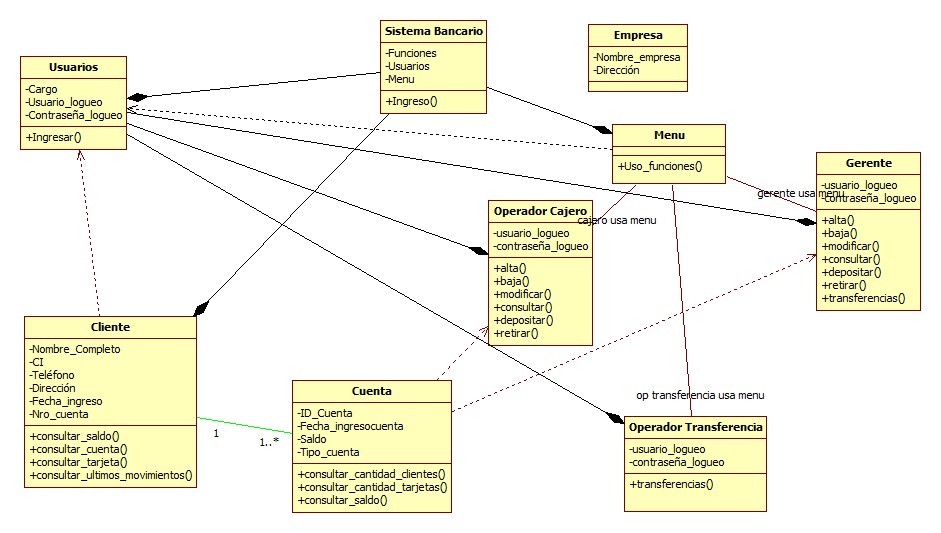 Sistema Bancario
-Funciones
-Usuarios
-Menu
+Ingreso()
Empresa
-Nombre_empresa
-Dirección
Usuarios
-Cargo
-Usuario_logueo
-Contraseña_logueo
+Ingresar()
Menu
+Uso_funciones()
Gerente
-usuario_logueo
-contraseña_logueo
+alta()
+baja()
+modificar()
+consultar()
+depositar()
+retirar()
+transferencias()
gerente usa menu
Operador Cajero
-usuario_logueo
-contraseña_logueo
+alta()
+baja()
+modificar()
+consultar()
+depositar()
+retirar()
cajero usa menu
Cliente
-Nombre_Completo
-CI
-Teléfono
-Dirección
-Fecha_ingreso
-Nro_cuenta
+consultar_saldo()
+consultar_cuenta()
+consultar_tarjeta()
+consultar_ultimos_movimientos()
1
1..*
Cuenta
-ID_Cuenta
-Fecha_ingresocuenta
-Saldo
-Tipo_cuenta
+consultar_cantidad_clientes()
+consultar_cantidad_tarjetas()
+consultar_saldo()
op transferencia usa menu
Operador Transferencia
-usuario_logueo
-contraseña_logueo
+transferencias()